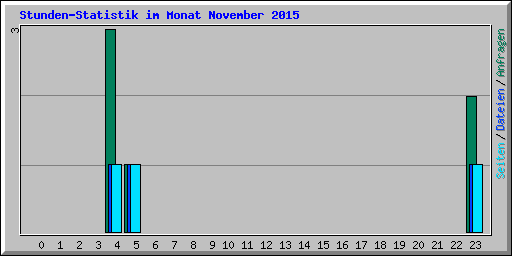 Stunden-Statistik im Monat November 2015
3
Seiten/Dateien/Anfragen
0 1 2 3 4 5 6 7 8 9 10 11 12 13 14 15 16 17 18 19 20 21 22 23